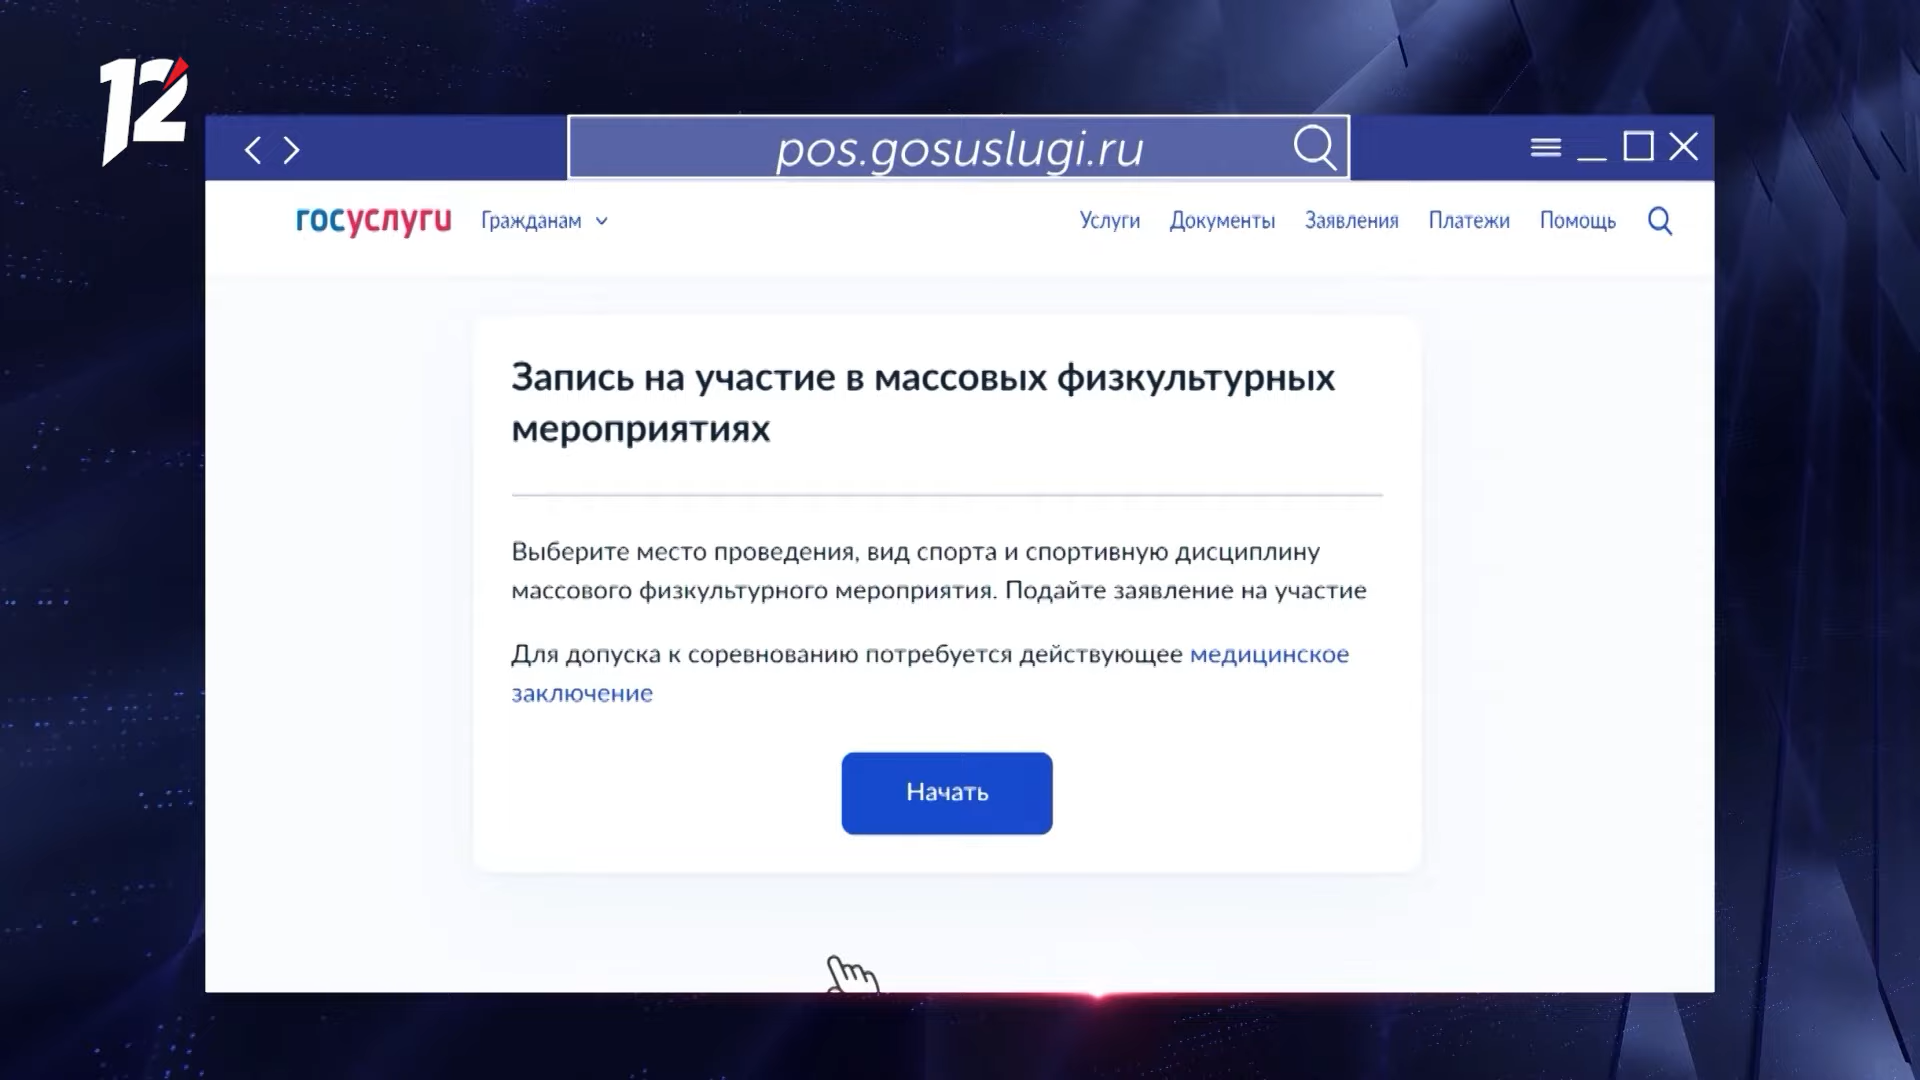 12
pos.gosuslugi.ru
госуслуги Гражданам Услуги Документы Заявления Платежи Помощь
Запись на участие в массовых физкультурных
мероприятиях
Выберите место проведения, вид спорта и спортивную дисциплину
массового физкультурного мероприятия. Подайте заявление на участие
Для допуска к соревнованию потребуется действующее медицинское
заключение
Начать